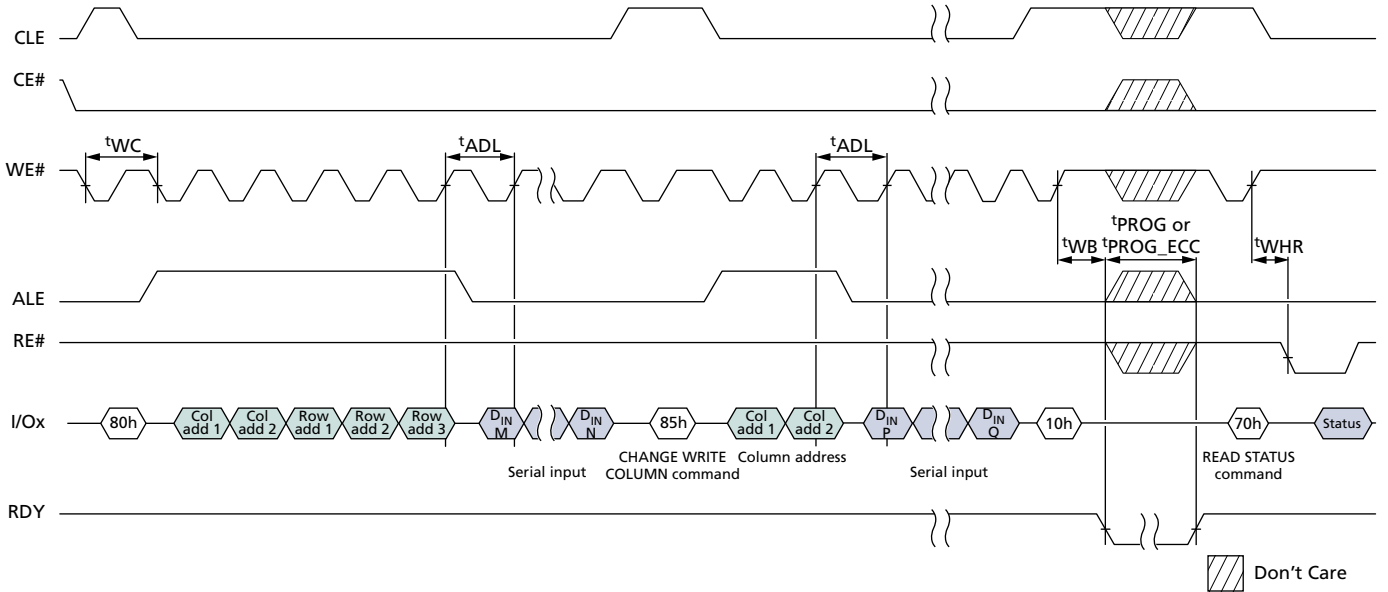 CLE
CE#
tWC
tADL
tADL
WE#
tPROG or
tWB
tPROG_ECC
tWHR
ALE
RE#
I/Ox
80h
Col
add 1
Col
add 2
Row
add 1
Row
add 2
Row
add 3
DIN
M
DIN
N
85h
Col
add 1
Col
add 2
DIN
P
DIN
Q
10h
70h
Status
Serial input
CHANGE WRITE
COLUMN command
Column address
Serial input
READ STATUS
command
RDY
Don't Care